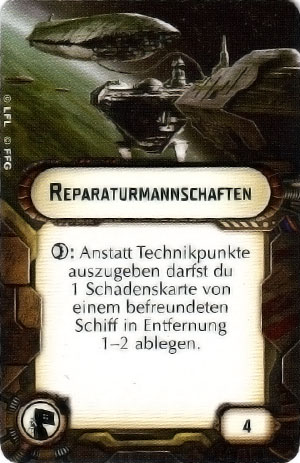 © LFL © FFG
REPARATURMANNSCHAFTEN
: Anstatt Technikpunkte
auszugeben darfst du
1 Schadenskarte von
einem befreundeten
Schiff in Entfernung
1–2 ablegen.
4